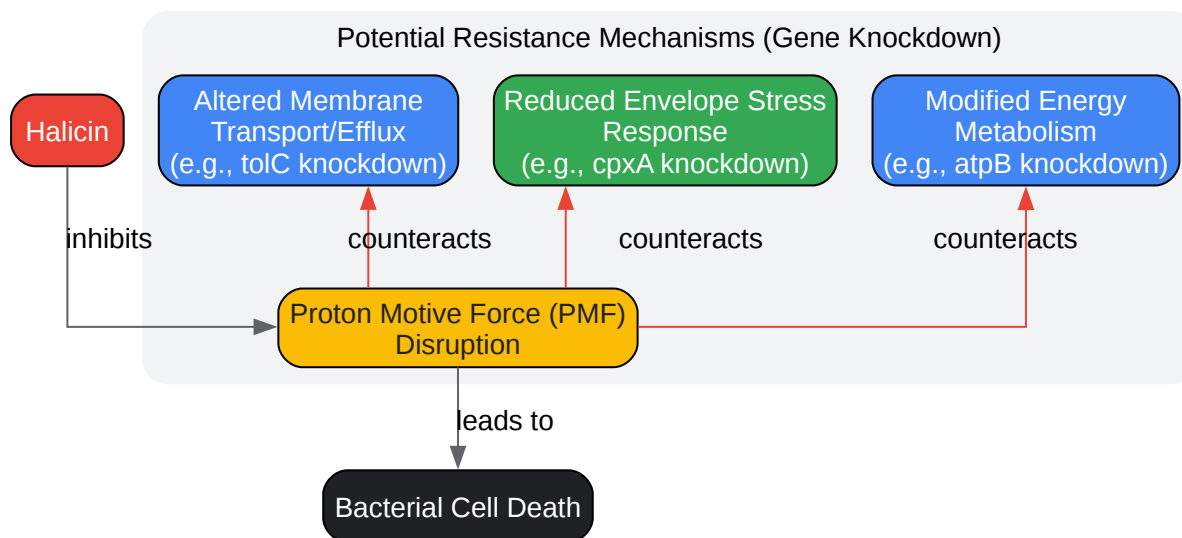 Potential Resistance Mechanisms (Gene Knockdown)
Halicin
Altered Membrane
Transport/Efflux
(e.g., tolC knockdown)
Reduced Envelope Stress
Response
(e.g., cpxA knockdown)
Modified Energy
Metabolism
(e.g., atpB knockdown)
inhibits
counteracts
counteracts
counteracts
Proton Motive Force (PMF)
Disruption
leads to
Bacterial Cell Death